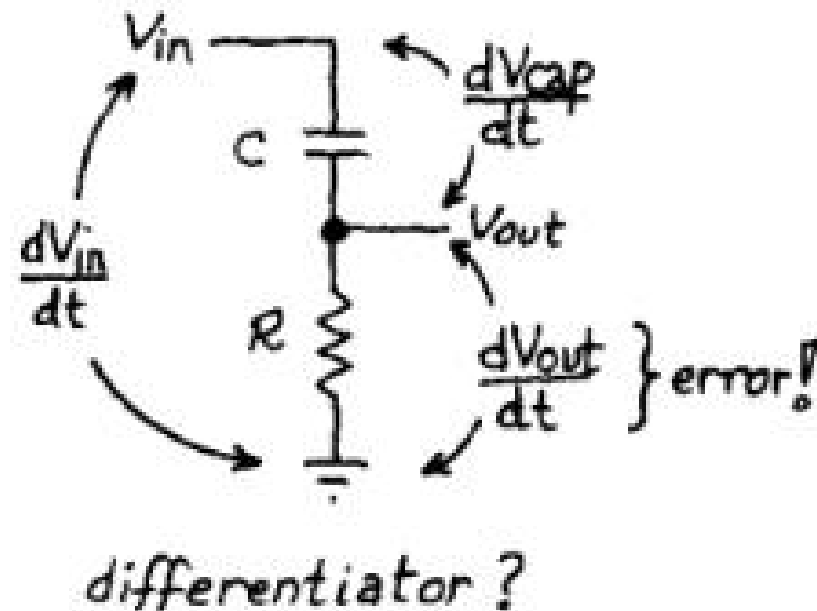 Vin
dVcap
dt
C
Vout
dVin
dt
R
dVout
dt
} error!
differentiator ?